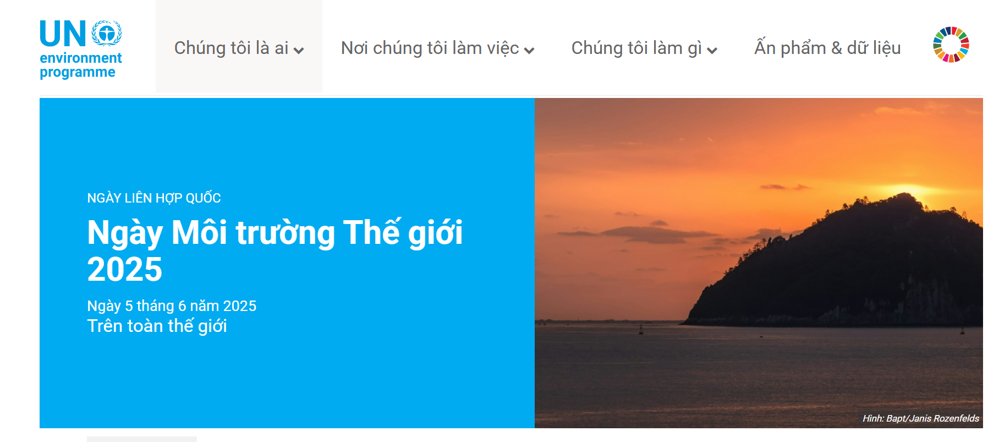 UN
environment
programme
Chúng tôi là ai
Nơi chúng tôi làm việc
Chúng tôi làm gì
Ấn phẩm & dữ liệu
NGÀY LIÊN HỢP QUỐC
Ngày Môi trường Thế giới
2025
Ngày 5 tháng 6 năm 2025
Trên toàn thế giới
Hình: Bapt/Janis Rozenfelds